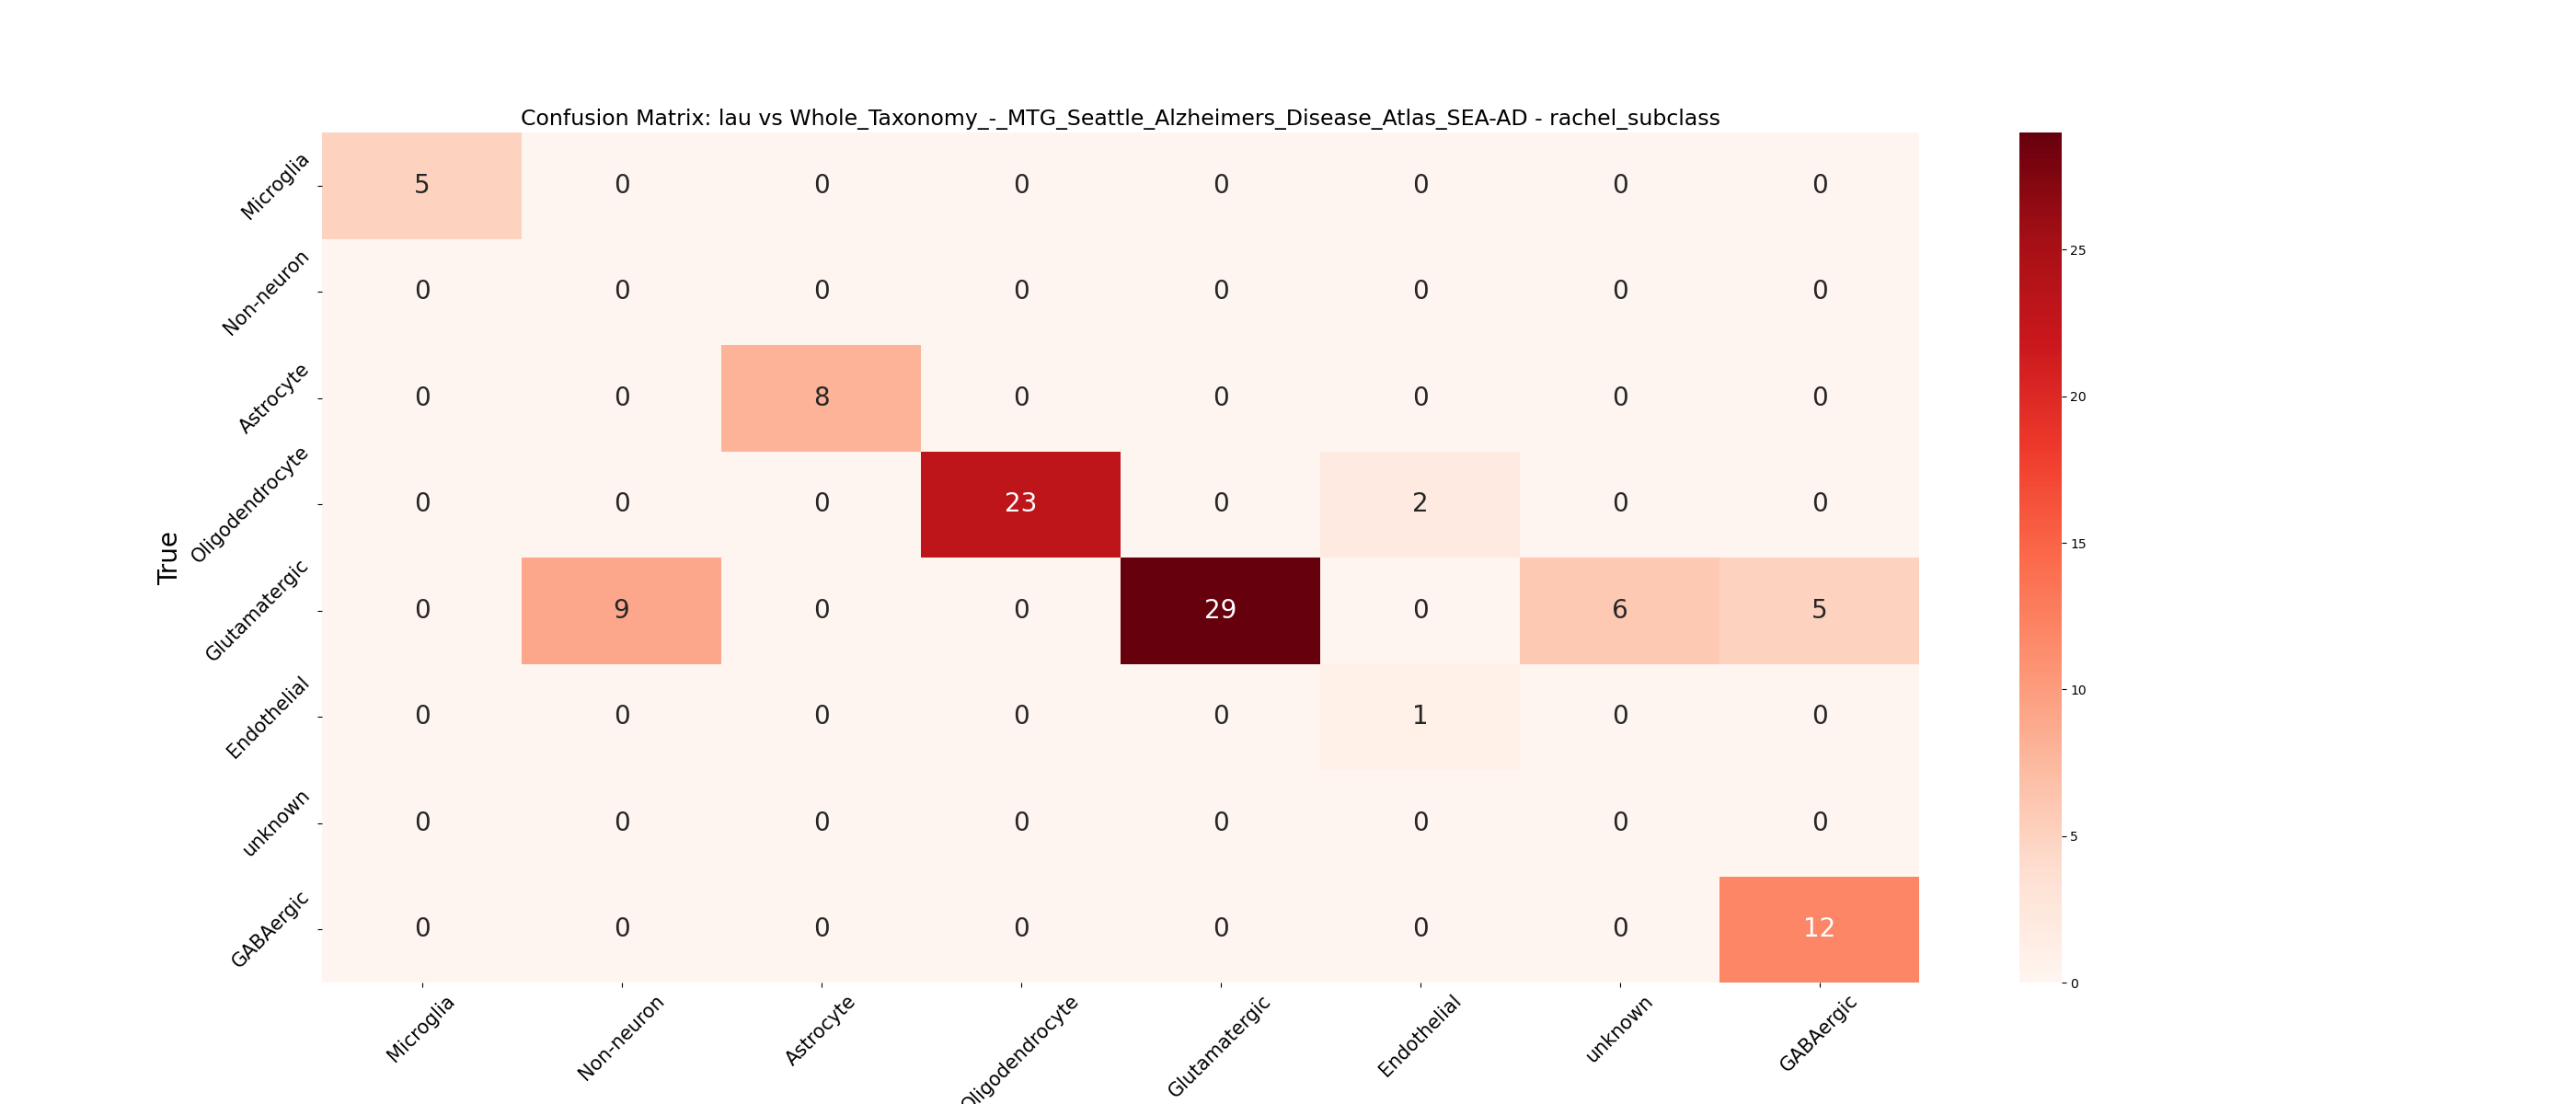 Confusion Matrix: lau vs Whole_Taxonomy_-_MTG_Seattle_Alzheimers_Disease_Atlas_SEA-AD - rachel_subclass
True
Microglia 5 0 0 0 0 0 0 0
Non-neuron 0 0 0 0 0 0 0 0
Astrocyte 0 0 8 0 0 0 0 0
Oligodendrocyte 0 0 0 23 0 2 0 0
Glutamatergic 0 9 0 0 29 0 6 5
Endothelial 0 0 0 0 0 1 0 0
unknown 0 0 0 0 0 0 0 0
GABAergic 0 0 0 0 0 0 0 12
Microglia Non-neuron Astrocyte Oligodendrocyte Glutamatergic Endothelial unknown GABAergic
25
20
15
10
5
0